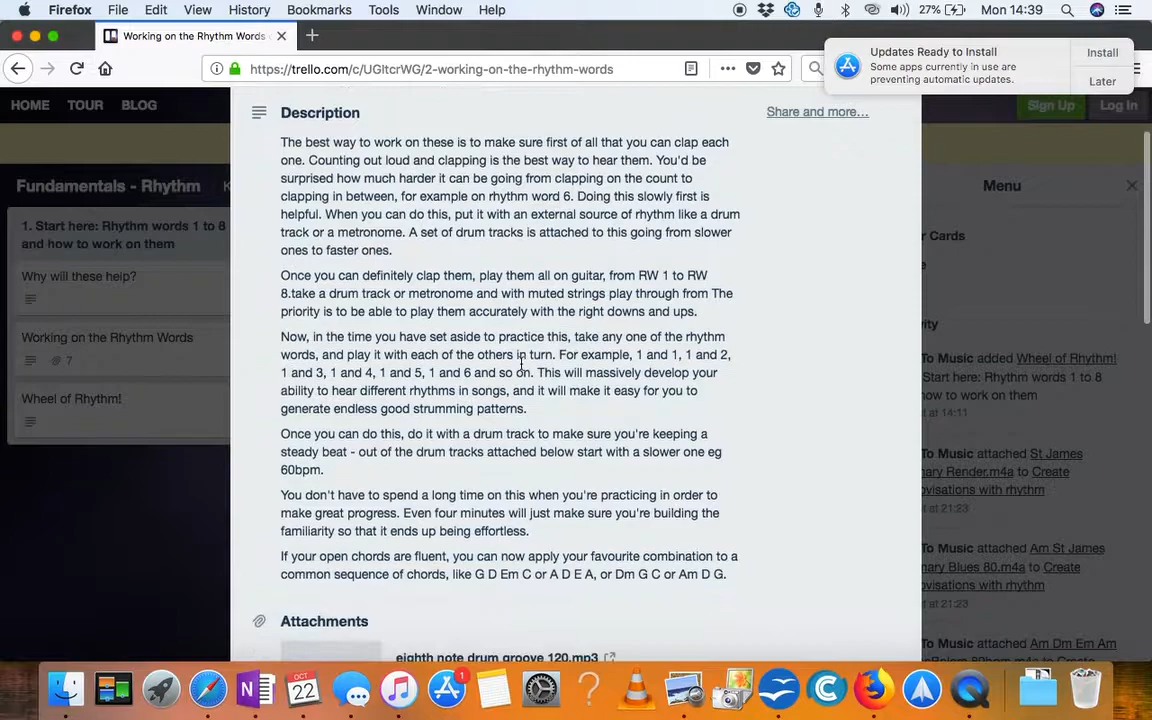 Firefox File Edit View History Bookmarks Tools Window Help 27% Mon 14:39
Working on the Rhythm Words
https://trello.com/c/UGltcrWG/2-working-on-the-rhythm-words
Updates Ready to Install
Some apps currently in use are
preventing automatic updates.
Install
Later
HOME TOUR BLOG
Sign Up Log In
Fundamentals - Rhythm
1. Start here: Rhythm words 1 to 8
and how to work on them
Why will these help?
Working on the Rhythm Words
7
Wheel of Rhythm!
Description
Share and more…
The best way to work on these is to make sure first of all that you can clap each
one. Counting out loud and clapping is the best way to hear them. You'd be
surprised how much harder it can be going from clapping on the count to
clapping in between, for example on rhythm word 6. Doing this slowly first is
helpful. When you can do this, put it with an external source of rhythm like a drum
track or a metronome. A set of drum tracks is attached to this going from slower
ones to faster ones.
Once you can definitely clap them, play them all on guitar, from RW 1 to RW
8.take a drum track or metronome and with muted strings play through from The
priority is to be able to play them accurately with the right downs and ups.
Now, in the time you have set aside to practice this, take any one of the rhythm
words, and play it with each of the others in turn. For example, 1 and 1, 1 and 2,
1 and 3, 1 and 4, 1 and 5, 1 and 6 and so on. This will massively develop your
ability to hear different rhythms in songs, and it will make it easy for you to
generate endless good strumming patterns.
Once you can do this, do it with a drum track to make sure you're keeping a
steady beat - out of the drum tracks attached below start with a slower one eg
60bpm.
You don't have to spend a long time on this when you're practicing in order to
make great progress. Even four minutes will just make sure you're building the
familiarity so that it ends up being effortless.
If your open chords are fluent, you can now apply your favourite combination to a
common sequence of chords, like G D Em C or A D E A, or Dm G C or Am D G.
Attachments
eighth note drum groove 120.mp3
Menu
r Cards
e
vity
To Music added Wheel of Rhythm!
Start here: Rhythm words 1 to 8
now to work on them
t at 14:11
To Music attached St James
nary Render.m4a to Create
ovisations with rhythm
t at 21:23
To Music attached Am St James
nary Blues 80.m4a to Create
ovisations with rhythm
t at 21:23
To Music attached Am Dm Em Am
OCT
22
1